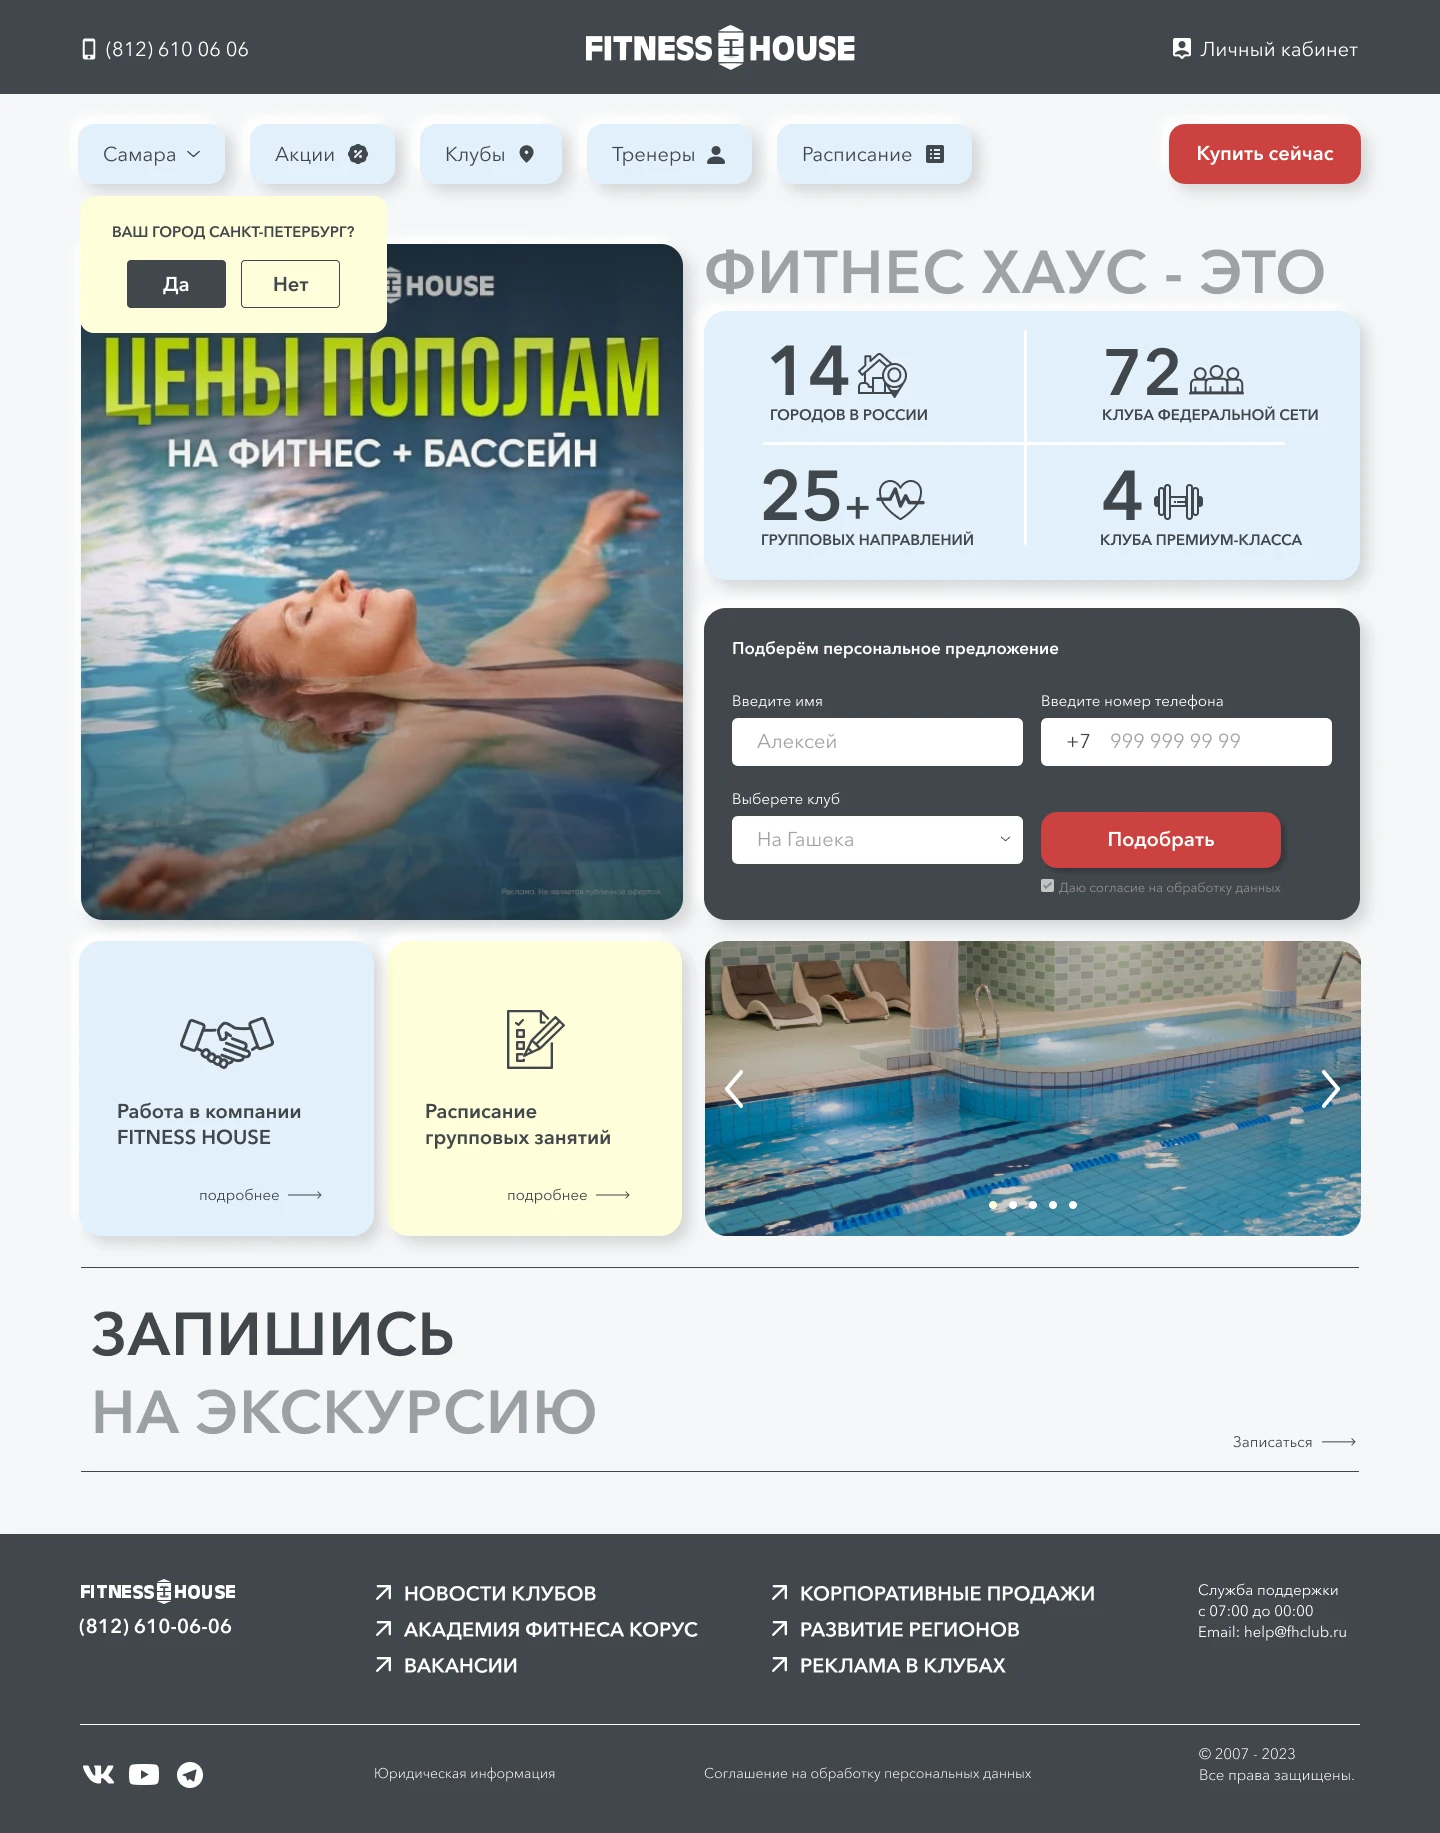 (812) 610 06 06
FITNESS HOUSE
Личный кабинет
Самара
Акции
Клубы
Тренеры
Расписание
Купить сейчас
ВАШ ГОРОД САНКТ-ПЕТЕРБУРГ?
Да
Нет
HOUSE
ЦЕНЫ ПОПОЛАМ
НА ФИТНЕС + БАССЕЙН
Реклама. Не является публичной офертой.
ФИТНЕС ХАУС - ЭТО
14
ГОРОДОВ В РОССИИ
72
КЛУБА ФЕДЕРАЛЬНОЙ СЕТИ
25+
ГРУППОВЫХ НАПРАВЛЕНИЙ
4
КЛУБА ПРЕМИУМ-КЛАССА
Подберём персональное предложение
Введите имя
Алексей
Введите номер телефона
+7 999 999 99 99
Выберете клуб
На Гашека
Подобрать
Даю согласие на обработку данных
Работа в компании
FITNESS HOUSE
подробнее
Расписание
групповых занятий
подробнее
ЗАПИШИСЬ
НА ЭКСКУРСИЮ
Записаться
FITNESS HOUSE
(812) 610-06-06
НОВОСТИ КЛУБОВ
АКАДЕМИЯ ФИТНЕСА КОРУС
ВАКАНСИИ
КОРПОРАТИВНЫЕ ПРОДАЖИ
РАЗВИТИЕ РЕГИОНОВ
РЕКЛАМА В КЛУБАХ
Служба поддержки
с 07:00 до 00:00
Email: help@fhclub.ru
Юридическая информация
Соглашение на обработку персональных данных
© 2007 - 2023
Все права защищены.